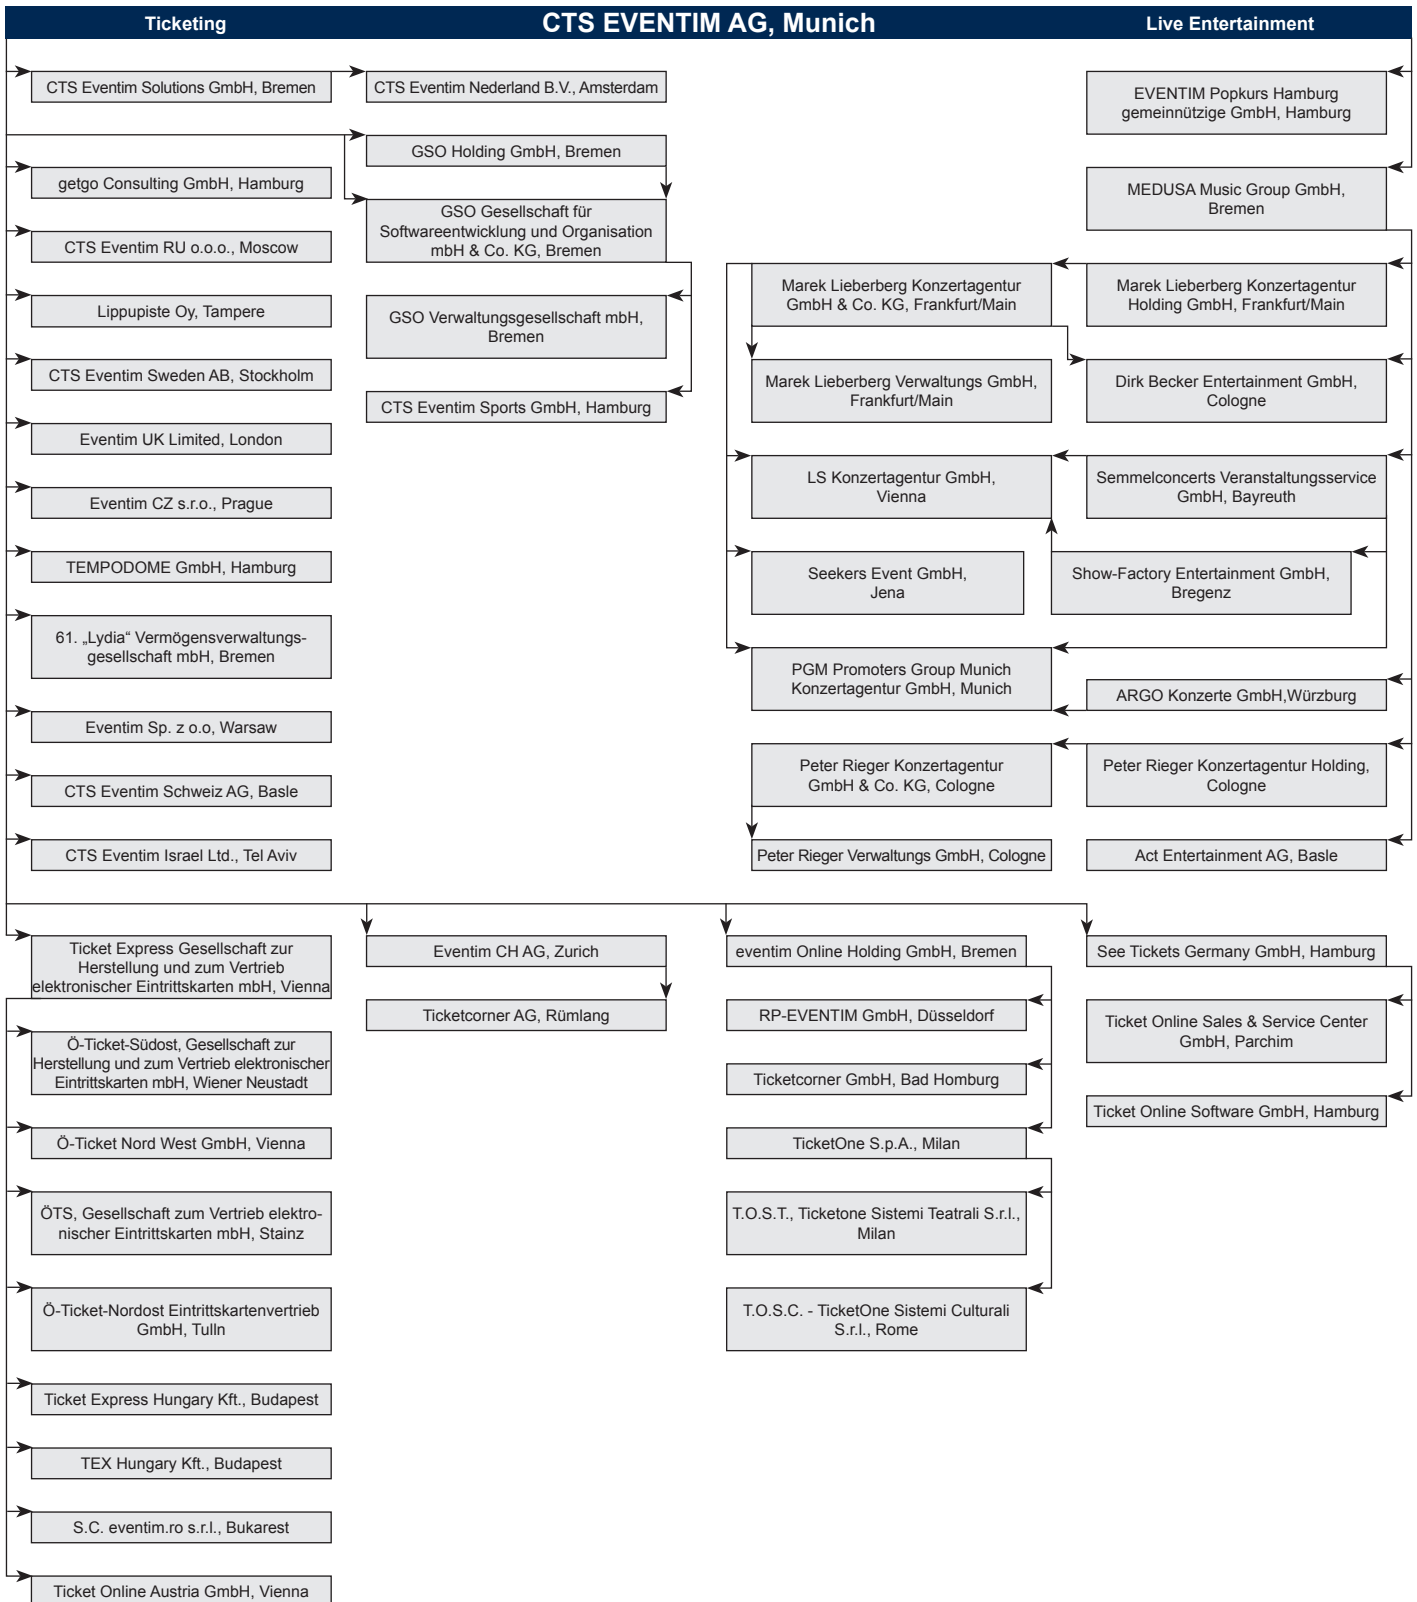 Ticketing
CTS EVENTIM AG, Munich
Live Entertainment
CTS Eventim Solutions GmbH, Bremen
CTS Eventim Nederland B.V., Amsterdam
EVENTIM Popkurs Hamburg
gemeinnützige GmbH, Hamburg
GSO Holding GmbH, Bremen
getgo Consulting GmbH, Hamburg
MEDUSA Music Group GmbH,
Bremen
GSO Gesellschaft für
Softwareentwicklung und Organisation
mbH & Co. KG, Bremen
CTS Eventim RU o.o.o., Moscow
Marek Lieberberg Konzertagentur
GmbH & Co. KG, Frankfurt/Main
Marek Lieberberg Konzertagentur
Holding GmbH, Frankfurt/Main
Lippupiste Oy, Tampere
GSO Verwaltungsgesellschaft mbH,
Bremen
CTS Eventim Sweden AB, Stockholm
Marek Lieberberg Verwaltungs GmbH,
Frankfurt/Main
Dirk Becker Entertainment GmbH,
Cologne
CTS Eventim Sports GmbH, Hamburg
Eventim UK Limited, London
LS Konzertagentur GmbH,
Vienna
Semmelconcerts Veranstaltungsservice
GmbH, Bayreuth
Eventim CZ s.r.o., Prague
TEMPODOME GmbH, Hamburg
Seekers Event GmbH,
Jena
Show-Factory Entertainment GmbH,
Bregenz
61. „Lydia“ Vermögensverwaltungs-
gesellschaft mbH, Bremen
PGM Promoters Group Munich
Konzertagentur GmbH, Munich
ARGO Konzerte GmbH,Würzburg
Eventim Sp. z o.o, Warsaw
Peter Rieger Konzertagentur
GmbH & Co. KG, Cologne
Peter Rieger Konzertagentur Holding,
Cologne
CTS Eventim Schweiz AG, Basle
CTS Eventim Israel Ltd., Tel Aviv
Peter Rieger Verwaltungs GmbH, Cologne
Act Entertainment AG, Basle
Ticket Express Gesellschaft zur
Herstellung und zum Vertrieb
elektronischer Eintrittskarten mbH, Vienna
Eventim CH AG, Zurich
eventim Online Holding GmbH, Bremen
See Tickets Germany GmbH, Hamburg
Ticketcorner AG, Rümlang
RP-EVENTIM GmbH, Düsseldorf
Ticket Online Sales & Service Center
GmbH, Parchim
Ö-Ticket-Südost, Gesellschaft zur
Herstellung und zum Vertrieb elektronischer
Eintrittskarten mbH, Wiener Neustadt
Ticketcorner GmbH, Bad Homburg
Ticket Online Software GmbH, Hamburg
Ö-Ticket Nord West GmbH, Vienna
TicketOne S.p.A., Milan
ÖTS, Gesellschaft zum Vertrieb elektro-
nischer Eintrittskarten mbH, Stainz
T.O.S.T., Ticketone Sistemi Teatrali S.r.l.,
Milan
Ö-Ticket-Nordost Eintrittskartenvertrieb
GmbH, Tulln
T.O.S.C. - TicketOne Sistemi Culturali
S.r.l., Rome
Ticket Express Hungary Kft., Budapest
TEX Hungary Kft., Budapest
S.C. eventim.ro s.r.l., Bukarest
Ticket Online Austria GmbH, Vienna